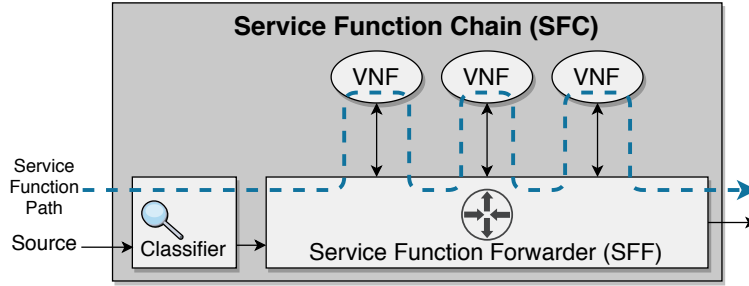 Service Function Chain (SFC)
VNF
VNF
VNF
Service
Function
Path
Source
Classifier
Service Function Forwarder (SFF)